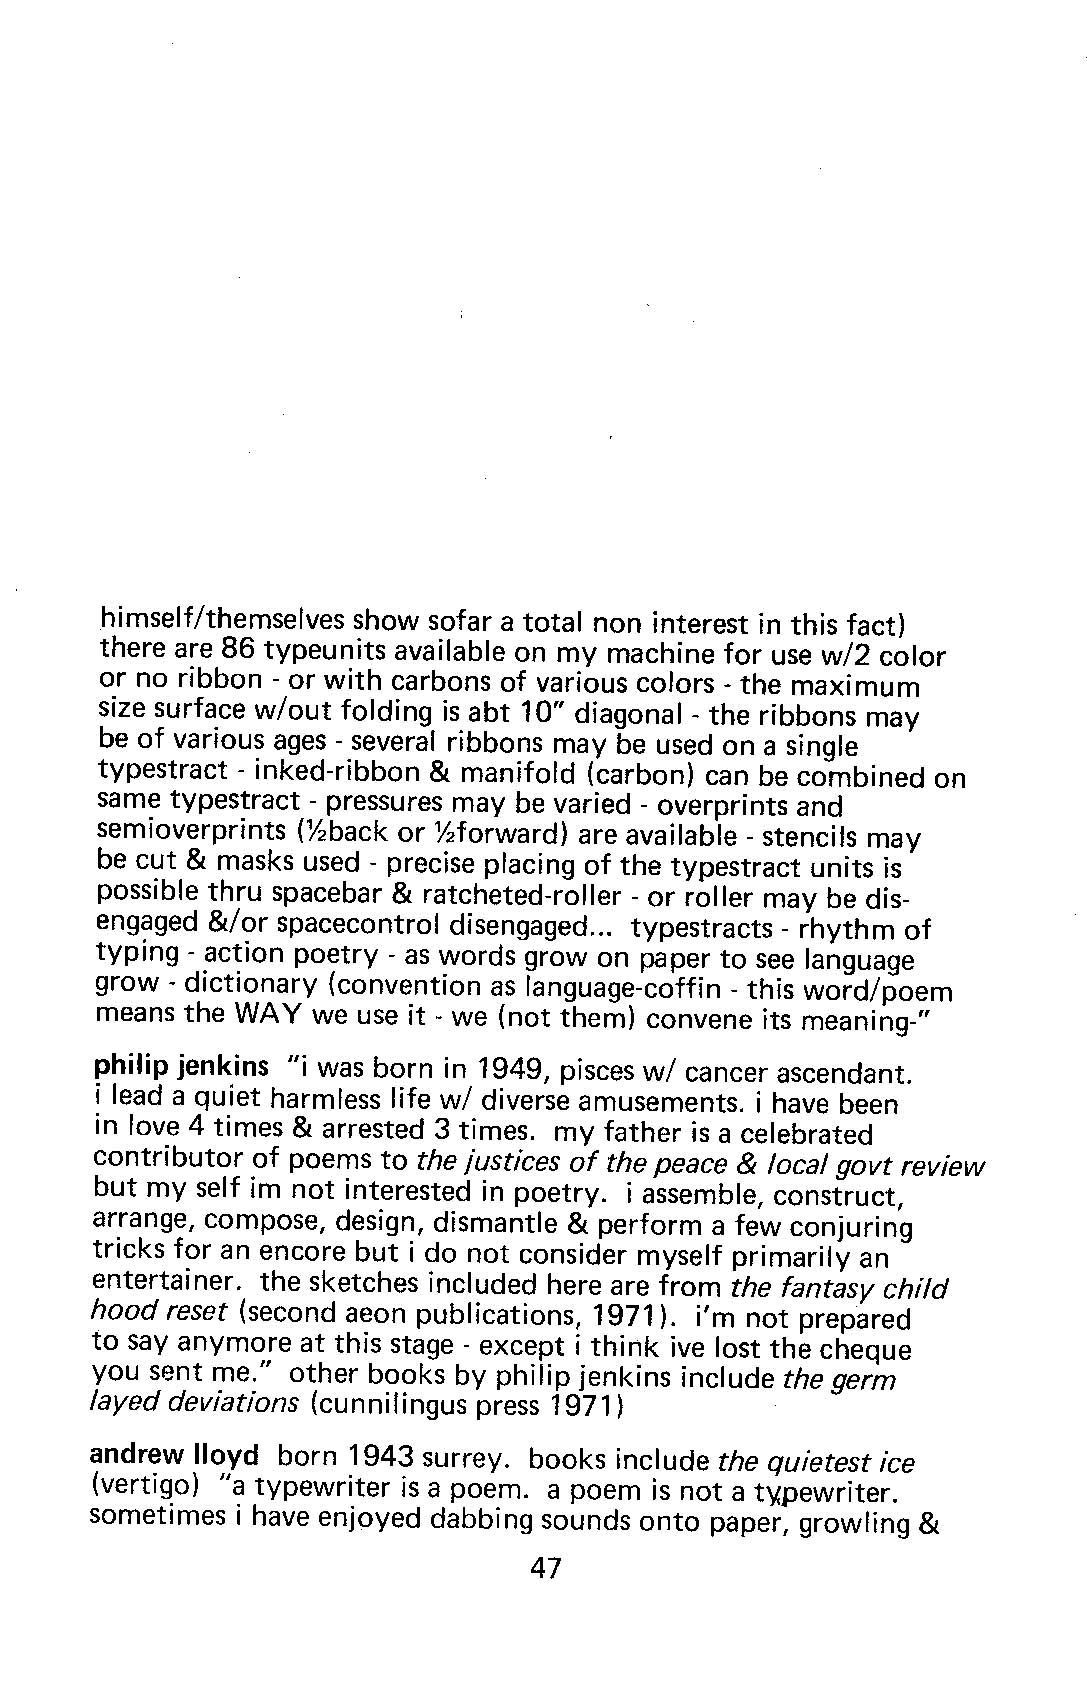 himself/themselves show sofar a total non interest in this fact)
there are 86 typeunits available on my machine for use w/2 color
or no ribbon - or with carbons of various colors - the maximum
size surface w/out folding is abt 10" diagonal - the ribbons may
be of various ages - several ribbons may be used on a single
typestract - inked-ribbon & manifold (carbon) can be combined on
same typestract - pressures may be varied - overprints and
semioverprints (½back or ½forward) are available - stencils may
be cut & masks used - precise placing of the typestract units is
possible thru spacebar & ratcheted-roller - or roller may be dis-
engaged &/or spacecontrol disengaged... typestracts - rhythm of
typing - action poetry - as words grow on paper to see language
grow - dictionary (convention as language-coffin - this word/poem
means the WAY we use it - we (not them) convene its meaning-"
philip jenkins "i was born in 1949, pisces w/ cancer ascendant.
i lead a quiet harmless life w/ diverse amusements. i have been
in love 4 times & arrested 3 times. my father is a celebrated
contributor of poems to the justices of the peace & local govt review
but my self im not interested in poetry. i assemble, construct,
arrange, compose, design, dismantle & perform a few conjuring
tricks for an encore but i do not consider myself primarily an
entertainer. the sketches included here are from the fantasy child
hood reset (second aeon publications, 1971). i'm not prepared
to say anymore at this stage - except i think ive lost the cheque
you sent me." other books by philip jenkins include the germ
layed deviations (cunnilingus press 1971)
andrew lloyd born 1943 surrey. books include the quietest ice
(vertigo) "a typewriter is a poem. a poem is not a typewriter.
sometimes i have enjoyed dabbing sounds onto paper, growling &
47